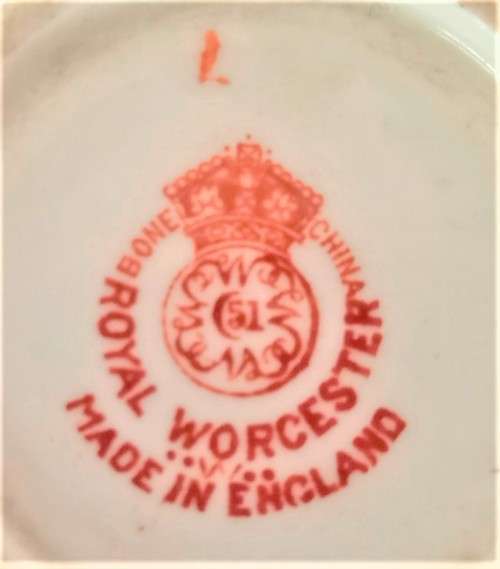 L
BONE CHINA
51
ROYAL WORCESTER
MADE IN ENGLAND